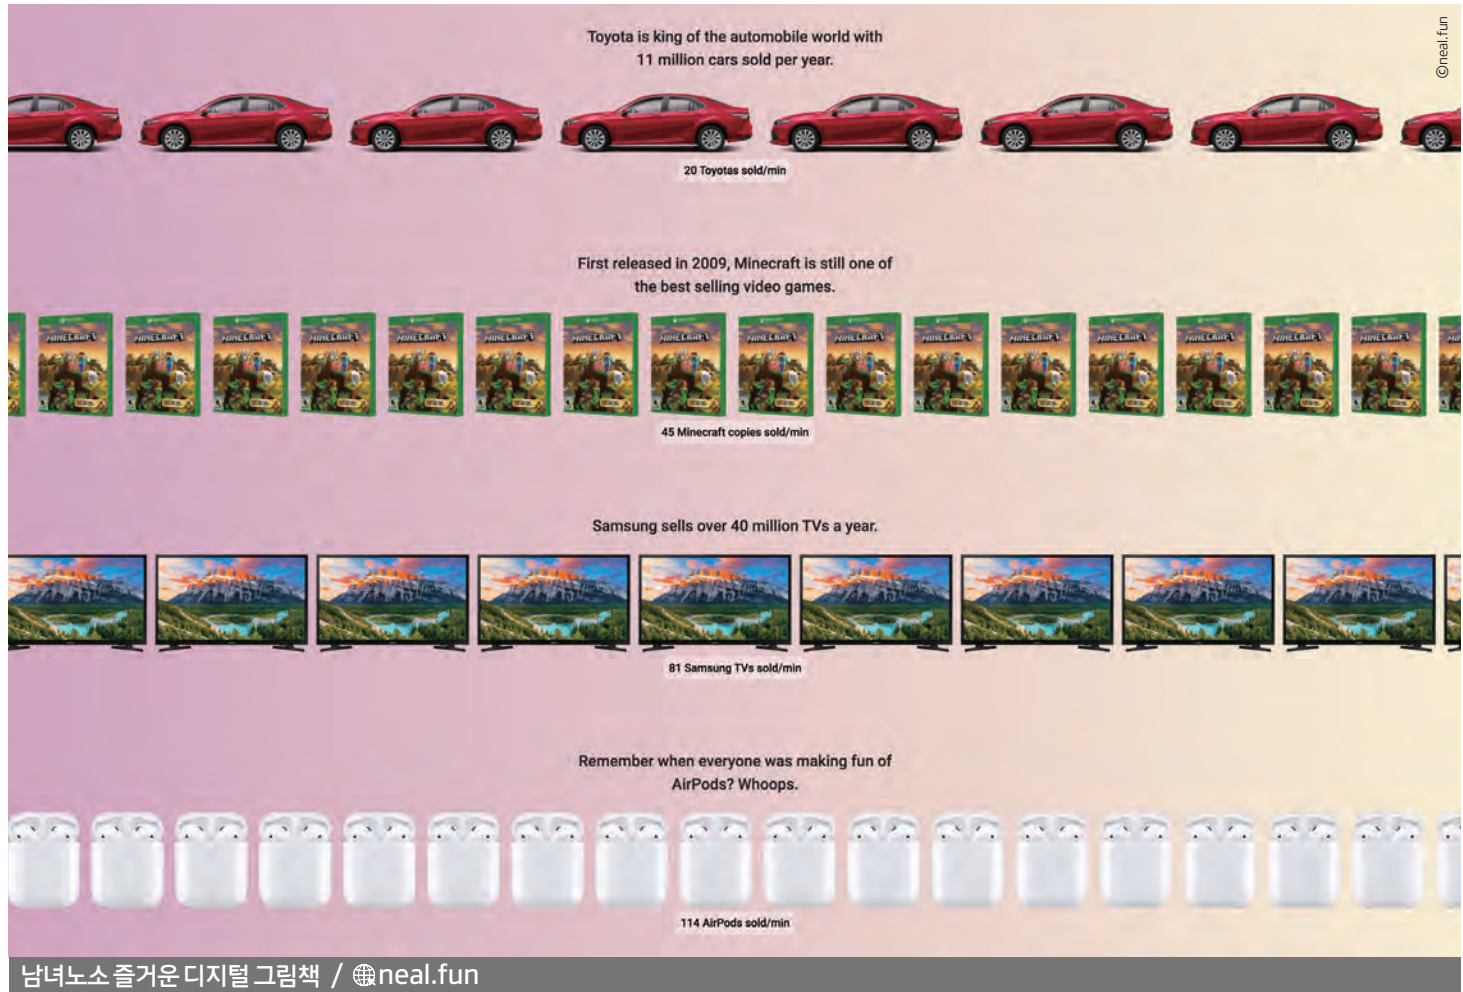 ©neal.fun
Toyota is king of the automobile world with
11 million cars sold per year.
20 Toyotas sold/min
First released in 2009, Minecraft is still one of
the best selling video games.
MINECRAFT
45 Minecraft copies sold/min
Samsung sells over 40 million TVs a year.
81 Samsung TVs sold/min
Remember when everyone was making fun of
AirPods? Whoops.
114 AirPods sold/min
남녀노소 즐거운 디지털 그림책 / neal.fun